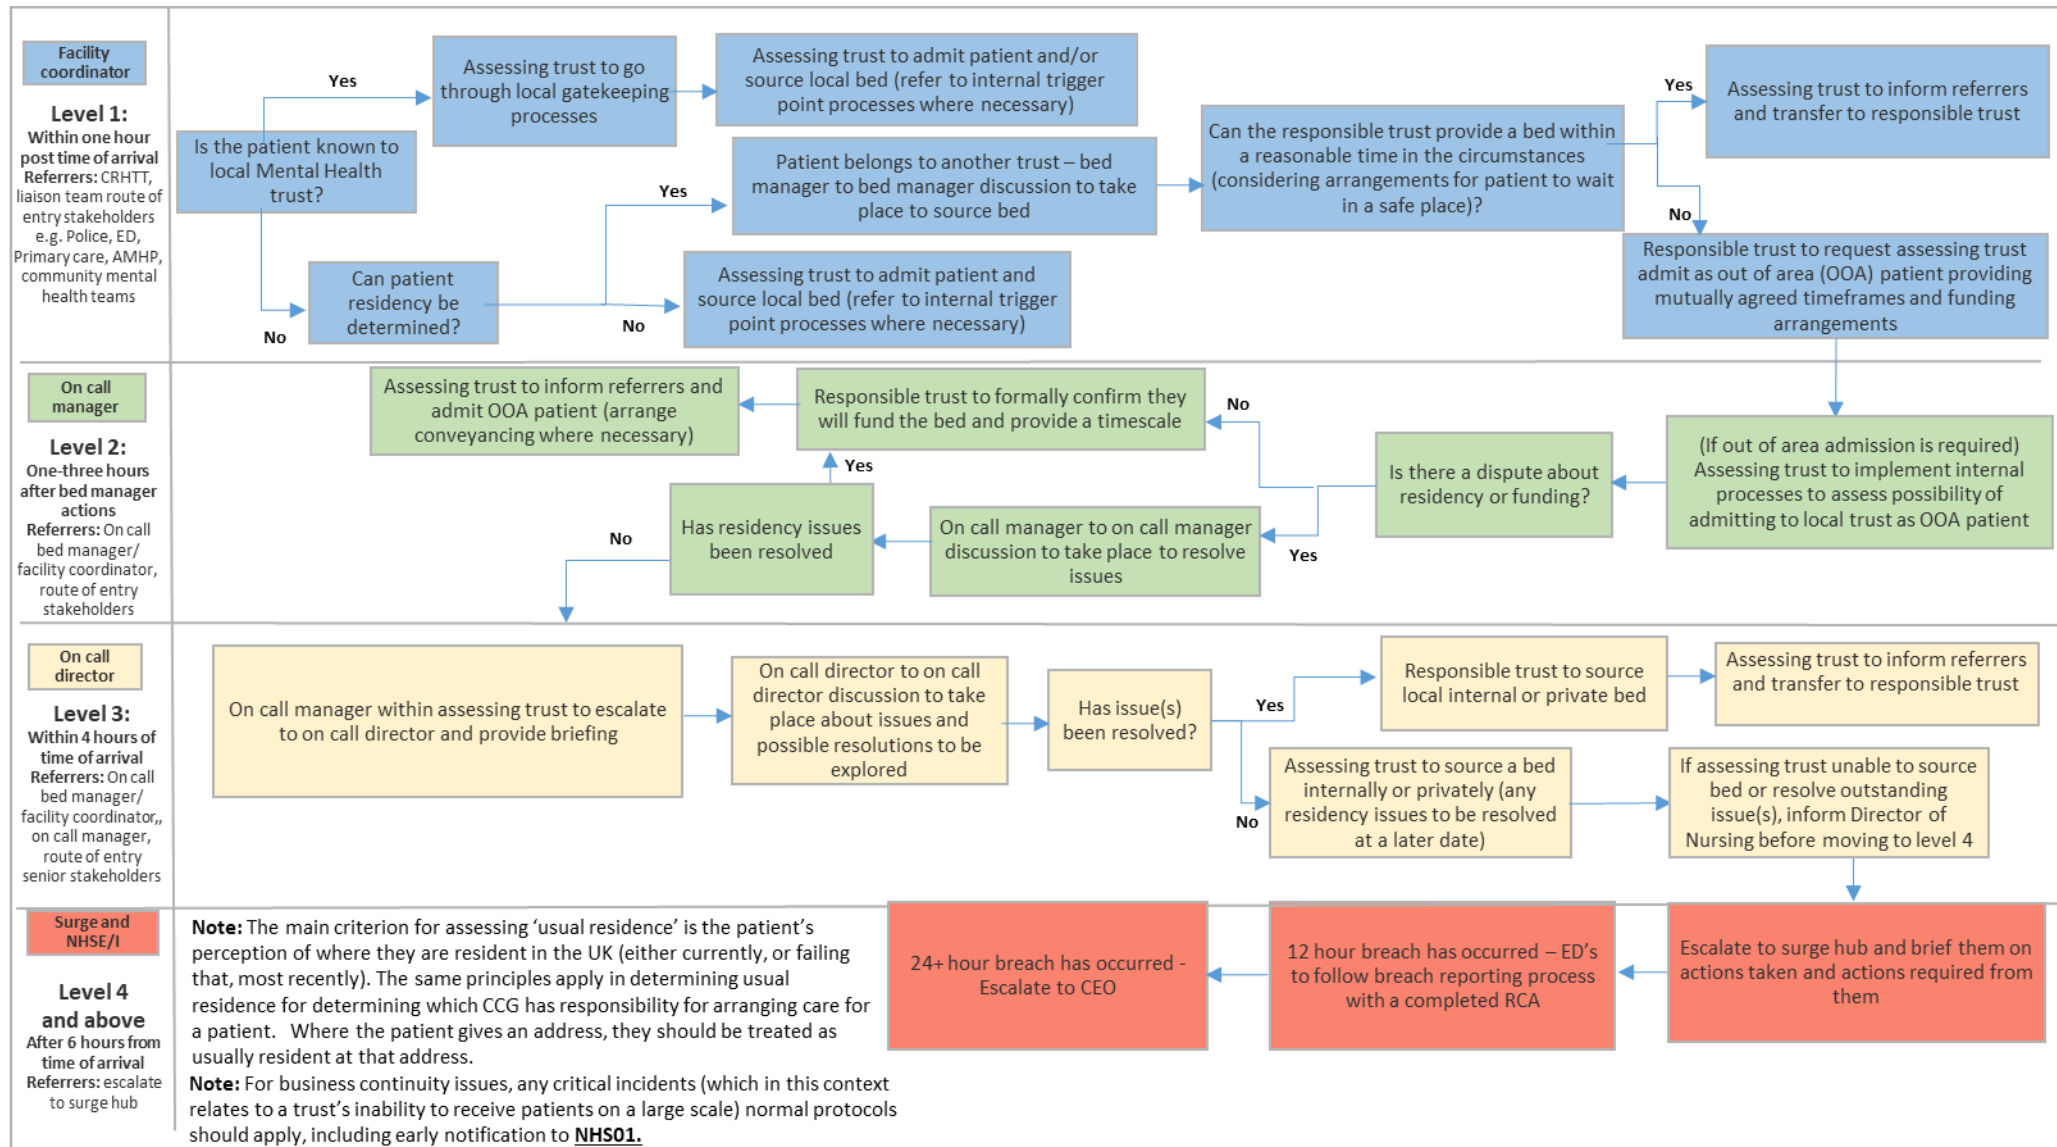 Facility
coordinator
Level 1:
Within one hour
post time of arrival
Referrers: CRHTT,
liaison team route of
entry stakeholders
e.g. Police, ED,
Primary care, AMHP,
community mental
health teams
Is the patient known to
local Mental Health
trust?
Yes
Assessing trust to go
through local gatekeeping
processes
Assessing trust to admit patient and/or
source local bed (refer to internal trigger
point processes where necessary)
No
Can patient
residency be
determined?
Yes
Patient belongs to another trust – bed
manager to bed manager discussion to take
place to source bed
No
Assessing trust to admit patient and
source local bed (refer to internal trigger
point processes where necessary)
Can the responsible trust provide a bed within
a reasonable time in the circumstances
(considering arrangements for patient to wait
in a safe place)?
Yes
Assessing trust to inform referrers
and transfer to responsible trust
No
Responsible trust to request assessing trust
admit as out of area (OOA) patient providing
mutually agreed timeframes and funding
arrangements
On call
manager
Level 2:
One-three hours
after bed manager
actions
Referrers: On call
bed manager/
facility coordinator,
route of entry
stakeholders
(If out of area admission is required)
Assessing trust to implement internal
processes to assess possibility of
admitting to local trust as OOA patient
Is there a dispute about
residency or funding?
No
Responsible trust to formally confirm they
will fund the bed and provide a timescale
Assessing trust to inform referrers and
admit OOA patient (arrange
conveyancing where necessary)
Yes
On call manager to on call manager
discussion to take place to resolve
issues
Has residency issues
been resolved
Yes
No
On call
director
Level 3:
Within 4 hours of
time of arrival
Referrers: On call
bed manager/
facility coordinator,,
on call manager,
route of entry
senior stakeholders
On call manager within assessing trust to escalate
to on call director and provide briefing
On call director to on call
director discussion to take
place about issues and
possible resolutions to be
explored
Has issue(s)
been resolved?
Yes
Responsible trust to source
local internal or private bed
Assessing trust to inform referrers
and transfer to responsible trust
No
Assessing trust to source a bed
internally or privately (any
residency issues to be resolved
at a later date)
If assessing trust unable to source
bed or resolve outstanding
issue(s), inform Director of
Nursing before moving to level 4
Surge and
NHSE/I
Level 4
and above
After 6 hours from
time of arrival
Referrers: escalate
to surge hub
Note: The main criterion for assessing ‘usual residence’ is the patient’s
perception of where they are resident in the UK (either currently, or failing
that, most recently). The same principles apply in determining usual
residence for determining which CCG has responsibility for arranging care for
a patient. Where the patient gives an address, they should be treated as
usually resident at that address.
Note: For business continuity issues, any critical incidents (which in this context
relates to a trust’s inability to receive patients on a large scale) normal protocols
should apply, including early notification to NHS01.
Escalate to surge hub and brief them on
actions taken and actions required from
them
12 hour breach has occurred – ED’s
to follow breach reporting process
with a completed RCA
24+ hour breach has occurred -
Escalate to CEO